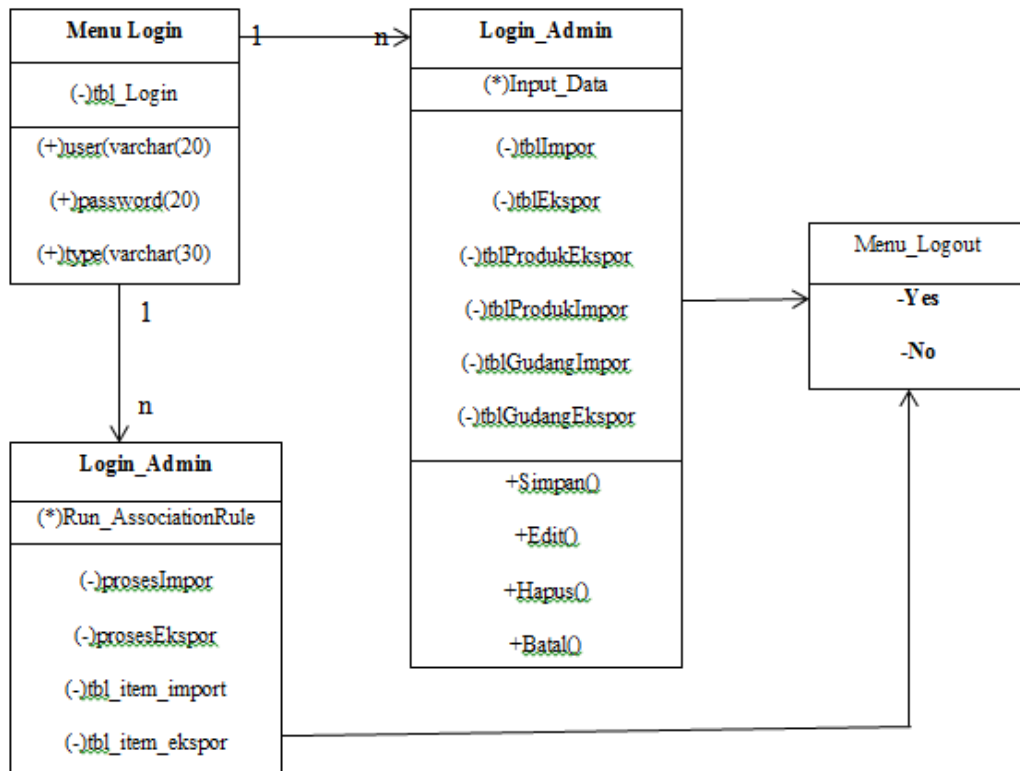 Menu Login
(-)tbl_Login
(+)user(varchar(20)
(+)password(20)
(+)type(varchar(30)
1
n
1
n
Login_Admin
(*)Input_Data
(-)tblImpor
(-)tblEkspor
(-)tblProdukEkspor
(-)tblProdukImpor
(-)tblGudangImpor
(-)tblGudangEkspor
+Simpan()
+Edit()
+Hapus()
+Batal()
Menu_Logout
-Yes
-No
Login_Admin
(*)Run_AssociationRule
(-)prosesImpor
(-)prosesEkspor
(-)tbl_item_import
(-)tbl_item_ekspor